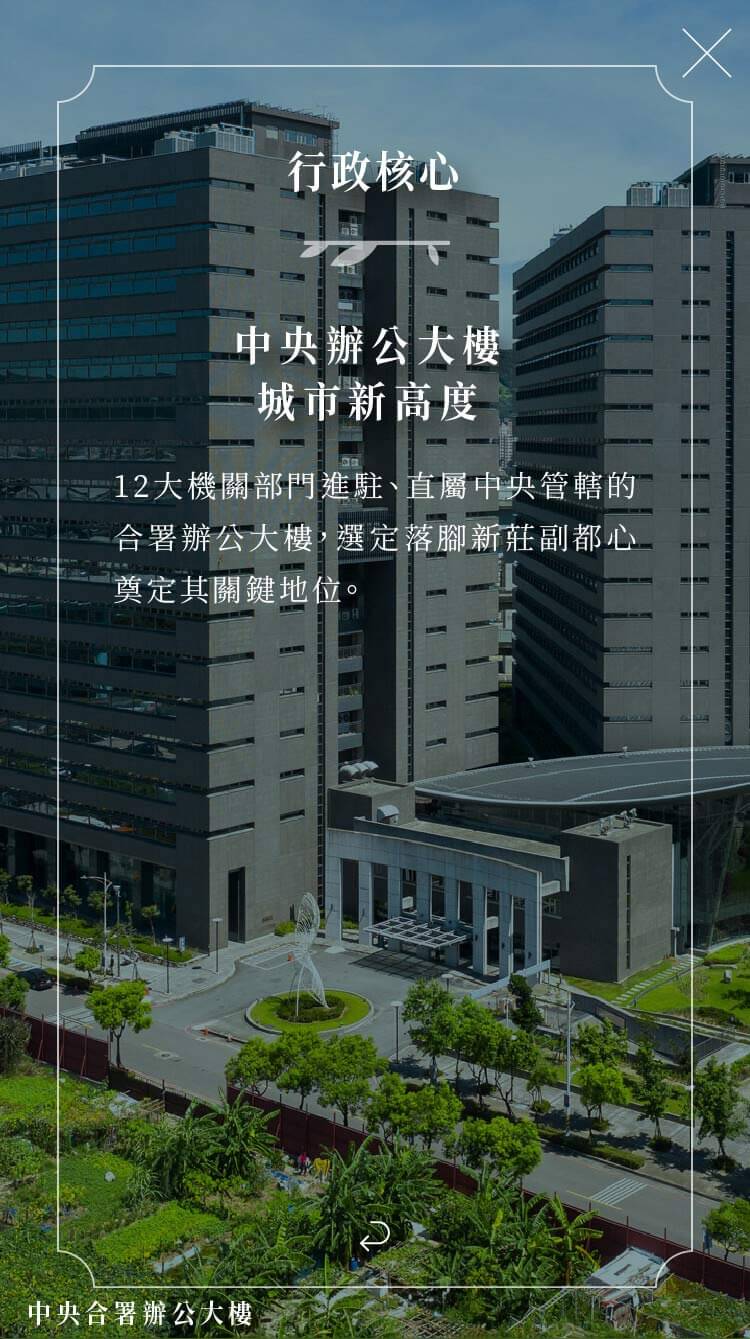 行政核心
中央辦公大樓
城市新高度
12大機關部門進駐、直屬中央管轄的
合署辦公大樓，選定落腳新莊副都心
奠定其關鍵地位。
中央合署辦公大樓